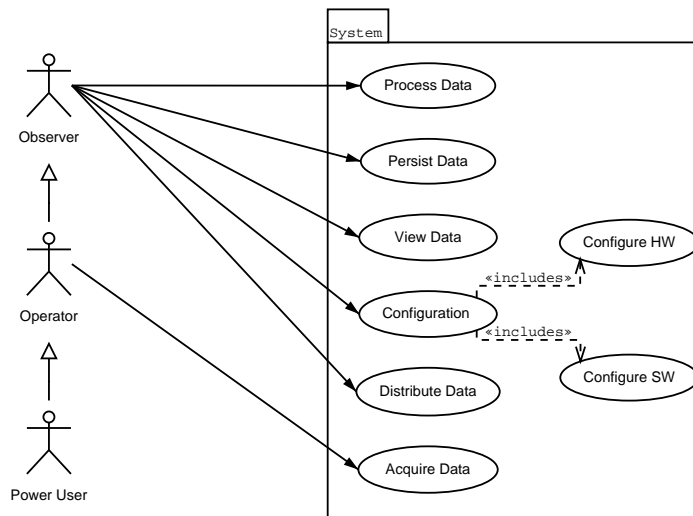 System
Process Data
Observer
Persist Data
View Data
Configure HW
«includes»
Operator
Configuration
«includes»
Configure SW
Distribute Data
Acquire Data
Power User